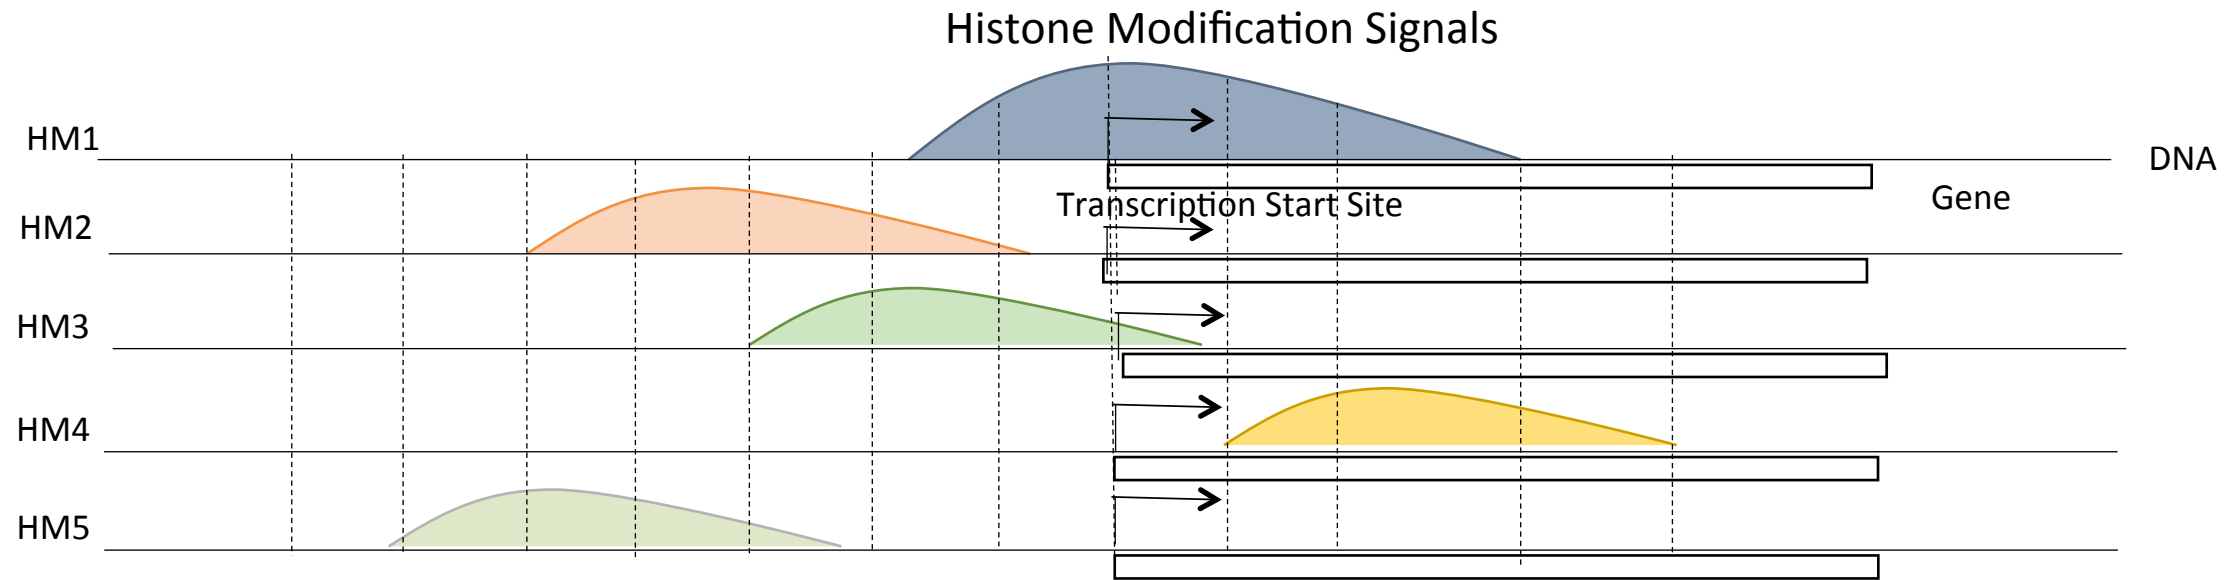 Histone Modification Signals
HM1
DNA
Transcription Start Site
Gene
HM2
HM3
HM4
HM5